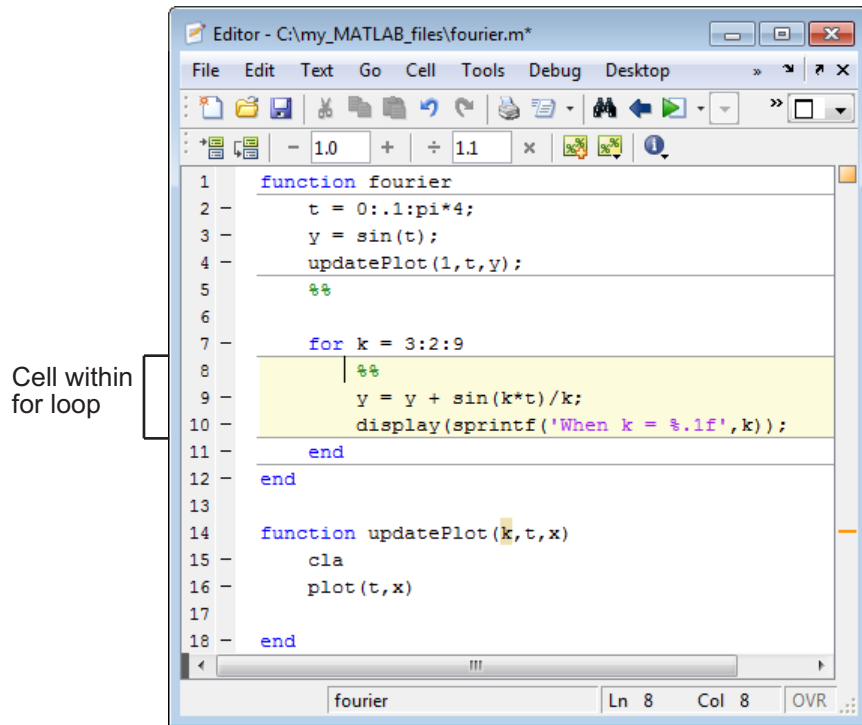 Editor - C:\my_MATLAB_files\fourier.m*
File Edit Text Go Cell Tools Debug Desktop »
»
− 1.0 + ÷ 1.1 ×
1 function fourier
2 − t = 0:.1:pi*4;
3 − y = sin(t);
4 − updatePlot(1,t,y);
5 %%
6
7 − for k = 3:2:9
8 %%
9 − y = y + sin(k*t)/k;
10 − display(sprintf('When k = %.1f',k));
11 − end
12 − end
13
14 function updatePlot(k,t,x)
15 − cla
16 − plot(t,x)
17
18 − end
Cell within
for loop
fourier Ln 8 Col 8 OVR